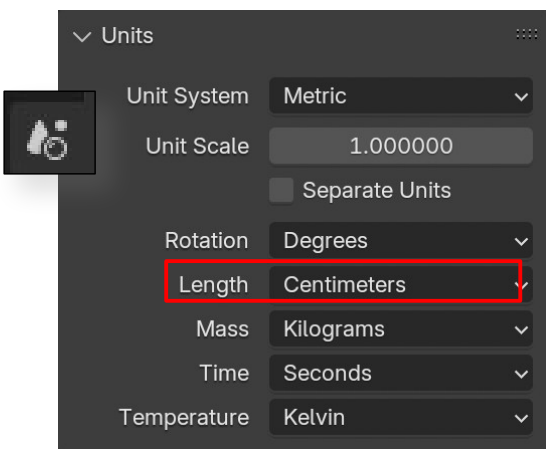 Units
Unit System Metric
Unit Scale 1.000000
Separate Units
Rotation Degrees
Length Centimeters
Mass Kilograms
Time Seconds
Temperature Kelvin